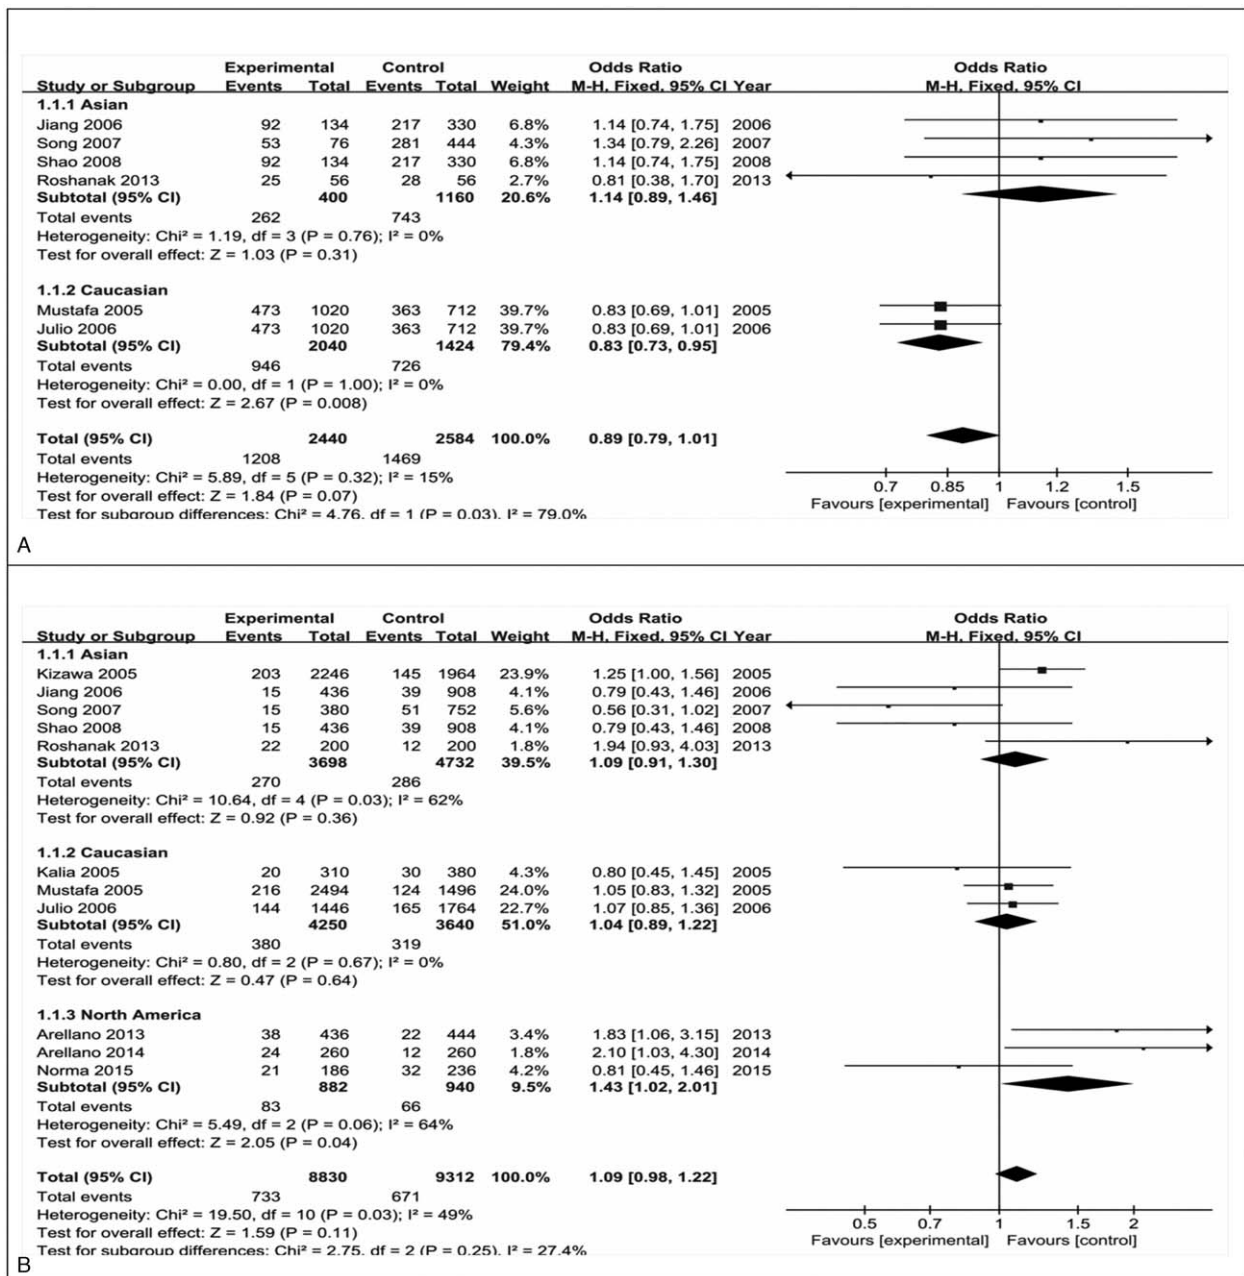 Experimental Control Odds Ratio Odds Ratio
Study or Subgroup Events Total Events Total Weight M-H, Fixed, 95% CI Year M-H, Fixed, 95% CI
1.1.1 Asian
Jiang 2006 92 134 217 330 6.8% 1.14 [0.74, 1.75] 2006
Song 2007 53 76 281 444 4.3% 1.34 [0.79, 2.26] 2007
Shao 2008 92 134 217 330 6.8% 1.14 [0.74, 1.75] 2008
Roshanak 2013 25 56 28 56 2.7% 0.81 [0.38, 1.70] 2013
Subtotal (95% CI) 400 1160 20.6% 1.14 [0.89, 1.46]
Total events 262 743
Heterogeneity: Chi² = 1.19, df = 3 (P = 0.76); I² = 0%
Test for overall effect: Z = 1.03 (P = 0.31)
1.1.2 Caucasian
Mustafa 2005 473 1020 363 712 39.7% 0.83 [0.69, 1.01] 2005
Julio 2006 473 1020 363 712 39.7% 0.83 [0.69, 1.01] 2006
Subtotal (95% CI) 2040 1424 79.4% 0.83 [0.73, 0.95]
Total events 946 726
Heterogeneity: Chi² = 0.00, df = 1 (P = 1.00); I² = 0%
Test for overall effect: Z = 2.67 (P = 0.008)
Total (95% CI) 2440 2584 100.0% 0.89 [0.79, 1.01]
Total events 1208 1469
Heterogeneity: Chi² = 5.89, df = 5 (P = 0.32); I² = 15%
Test for overall effect: Z = 1.84 (P = 0.07)
Test for subgroup differences: Chi² = 4.76, df = 1 (P = 0.03), I² = 79.0%
0.7 0.85 1 1.2 1.5
Favours [experimental] Favours [control]
A
Experimental Control Odds Ratio Odds Ratio
Study or Subgroup Events Total Events Total Weight M-H, Fixed, 95% CI Year M-H, Fixed, 95% CI
1.1.1 Asian
Kizawa 2005 203 2246 145 1964 23.9% 1.25 [1.00, 1.56] 2005
Jiang 2006 15 436 39 908 4.1% 0.79 [0.43, 1.46] 2006
Song 2007 15 380 51 752 5.6% 0.56 [0.31, 1.02] 2007
Shao 2008 15 436 39 908 4.1% 0.79 [0.43, 1.46] 2008
Roshanak 2013 22 200 12 200 1.8% 1.94 [0.93, 4.03] 2013
Subtotal (95% CI) 3698 4732 39.5% 1.09 [0.91, 1.30]
Total events 270 286
Heterogeneity: Chi² = 10.64, df = 4 (P = 0.03); I² = 62%
Test for overall effect: Z = 0.92 (P = 0.36)
1.1.2 Caucasian
Kalia 2005 20 310 30 380 4.3% 0.80 [0.45, 1.45] 2005
Mustafa 2005 216 2494 124 1496 24.0% 1.05 [0.83, 1.32] 2005
Julio 2006 144 1446 165 1764 22.7% 1.07 [0.85, 1.36] 2006
Subtotal (95% CI) 4250 3640 51.0% 1.04 [0.89, 1.22]
Total events 380 319
Heterogeneity: Chi² = 0.80, df = 2 (P = 0.67); I² = 0%
Test for overall effect: Z = 0.47 (P = 0.64)
1.1.3 North America
Arellano 2013 38 436 22 444 3.4% 1.83 [1.06, 3.15] 2013
Arellano 2014 24 260 12 260 1.8% 2.10 [1.03, 4.30] 2014
Norma 2015 21 186 32 236 4.2% 0.81 [0.45, 1.46] 2015
Subtotal (95% CI) 882 940 9.5% 1.43 [1.02, 2.01]
Total events 83 66
Heterogeneity: Chi² = 5.49, df = 2 (P = 0.06); I² = 64%
Test for overall effect: Z = 2.05 (P = 0.04)
Total (95% CI) 8830 9312 100.0% 1.09 [0.98, 1.22]
Total events 733 671
Heterogeneity: Chi² = 19.50, df = 10 (P = 0.03); I² = 49%
Test for overall effect: Z = 1.59 (P = 0.11)
Test for subgroup differences: Chi² = 2.75, df = 2 (P = 0.25), I² = 27.4%
0.5 0.7 1 1.5 2
Favours [experimental] Favours [control]
B